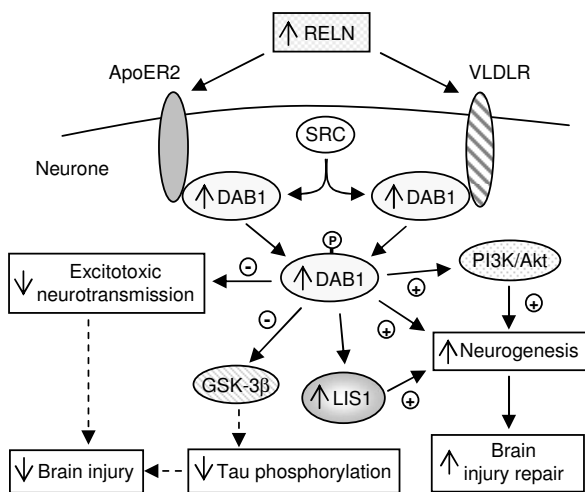 ↑ RELN
ApoER2
VLDLR
SRC
Neurone
↑ DAB1
↑ DAB1
P
↓ Excitotoxic
neurotransmission
-
↑ DAB1
+
PI3K/Akt
-
+
+
↑ Neurogenesis
GSK-3β
↑ LIS1
+
↓ Brain injury
↓ Tau phosphorylation
↑ Brain
injury repair